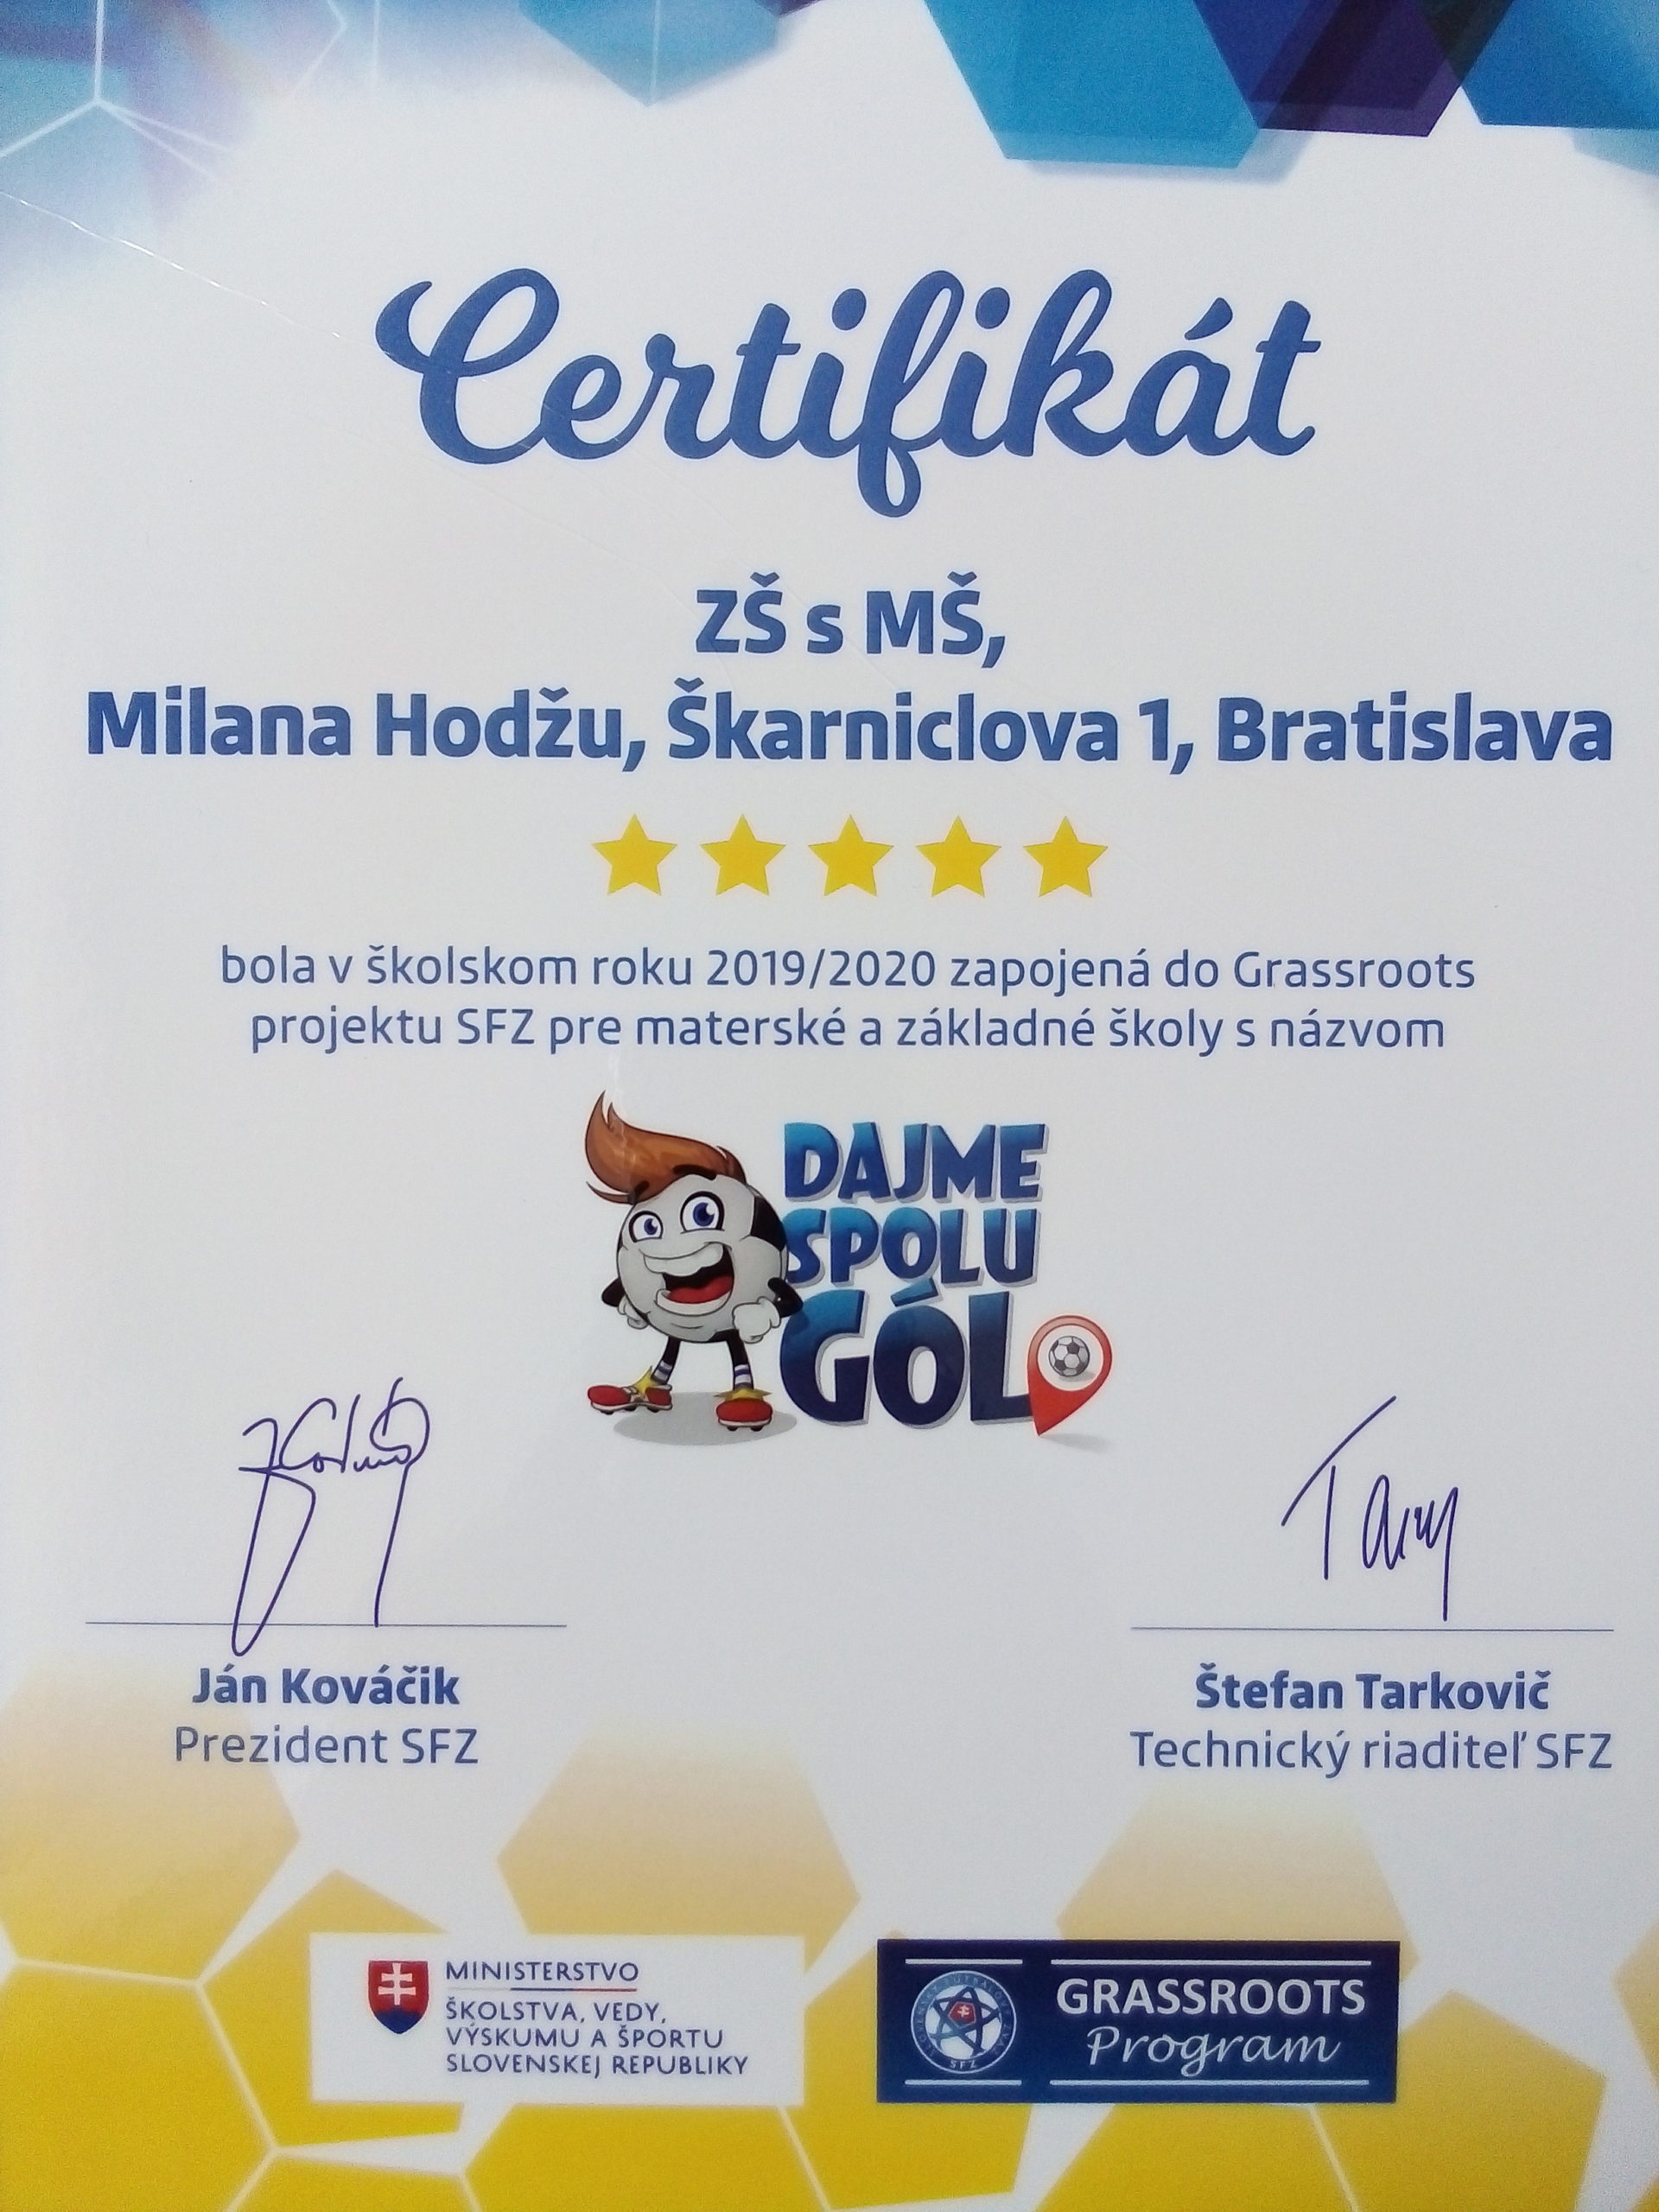 Certifikát
ZŠ s MŠ,
Milana Hodžu, Škarniclova 1, Bratislava
bola v školskom roku 2019/2020 zapojená do Grassroots
projektu SFZ pre materské a základné školy s názvom
DAJME
SPOLU
GÓL
Ján Kováčik
Prezident SFZ
Štefan Tarkovič
Technický riaditeľ SFZ
MINISTERSTVO
ŠKOLSTVA, VEDY,
VÝSKUMU A ŠPORTU
SLOVENSKEJ REPUBLIKY
SFZ
GRASSROOTS
Program